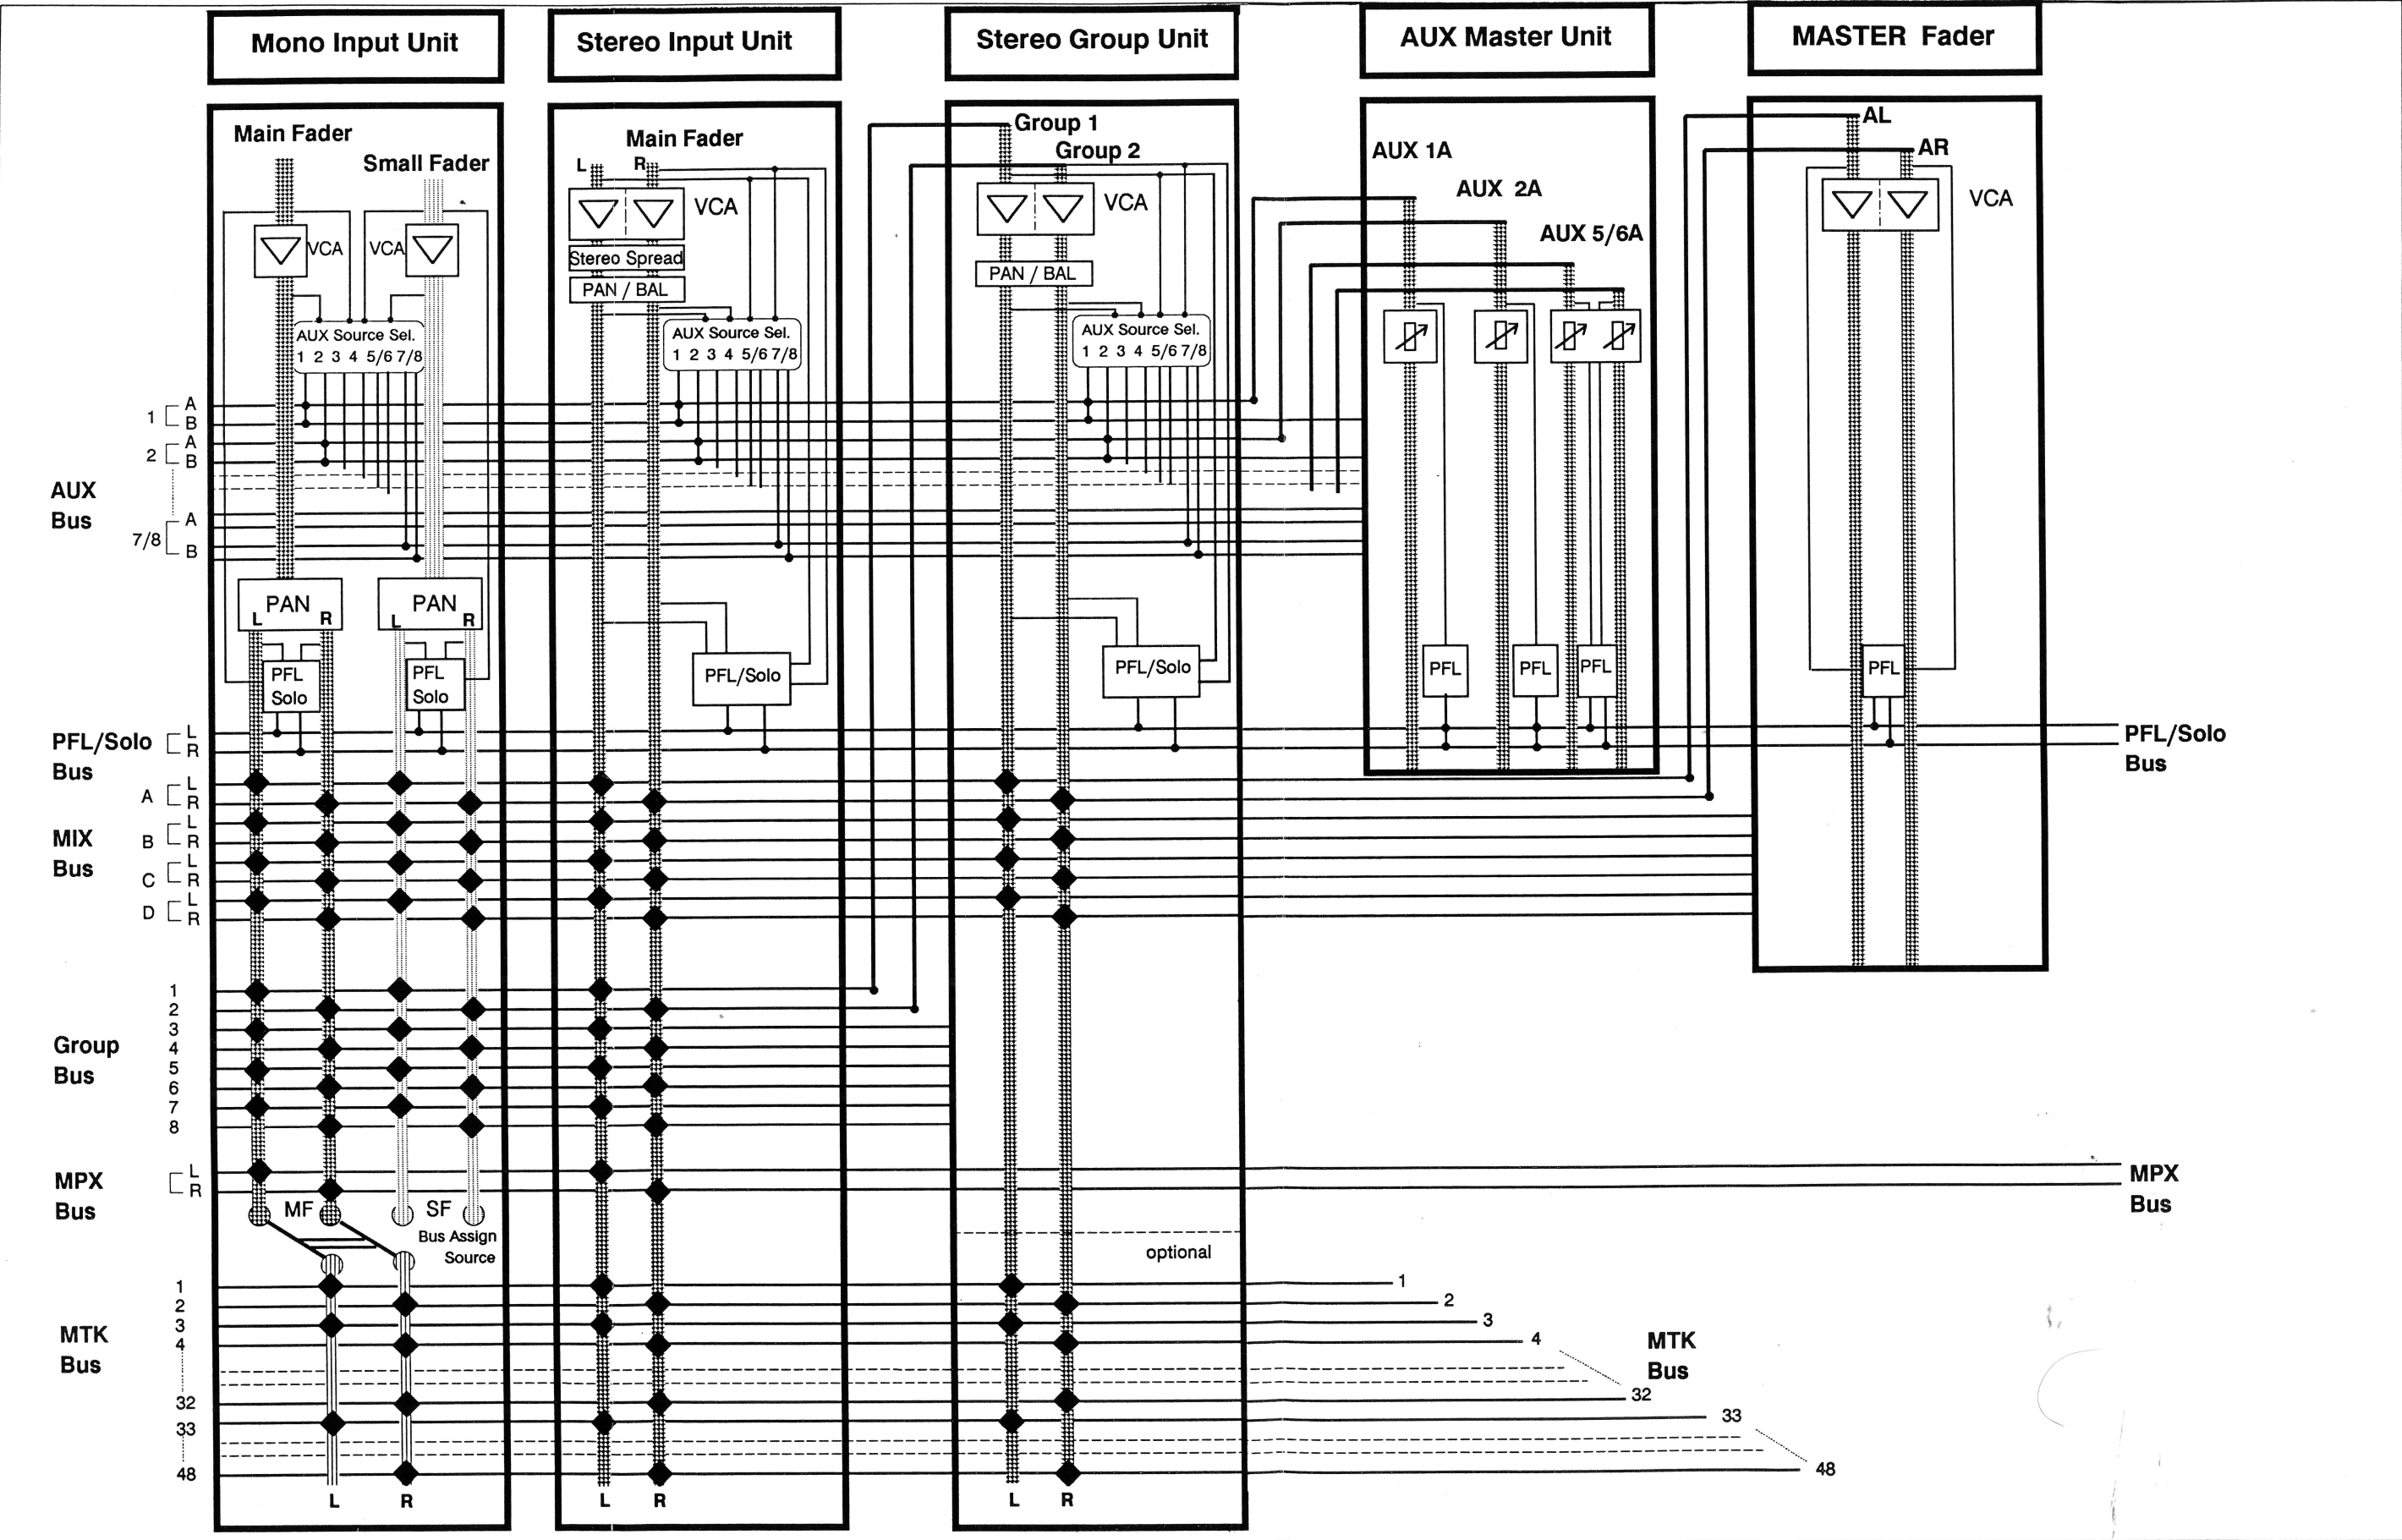 Mono Input Unit
Stereo Input Unit
Stereo Group Unit
AUX Master Unit
MASTER Fader
Main Fader
Small Fader
VCA
VCA
AUX Source Sel.
1 2 3 4 5/6 7/8
PAN
L R
PAN
L R
PFL
Solo
PFL
Solo
MF
SF
Bus Assign
Source
L R
Main Fader
L R
VCA
Stereo Spread
PAN / BAL
AUX Source Sel.
1 2 3 4 5/6 7/8
PFL/Solo
L R
Group 1
Group 2
VCA
PAN / BAL
AUX Source Sel.
1 2 3 4 5/6 7/8
PFL/Solo
optional
L R
AUX 1A
AUX 2A
AUX 5/6A
PFL
PFL
PFL
AL
AR
VCA
PFL
AUX
Bus
1
A
B
2
A
B
7/8
A
B
PFL/Solo
Bus
L
R
PFL/Solo
Bus
MIX
Bus
A
L
R
B
L
R
C
L
R
D
L
R
Group
Bus
1
2
3
4
5
6
7
8
MPX
Bus
L
R
MPX
Bus
MTK
Bus
1
2
3
4
32
33
48
1
2
3
4
MTK
Bus
32
33
48